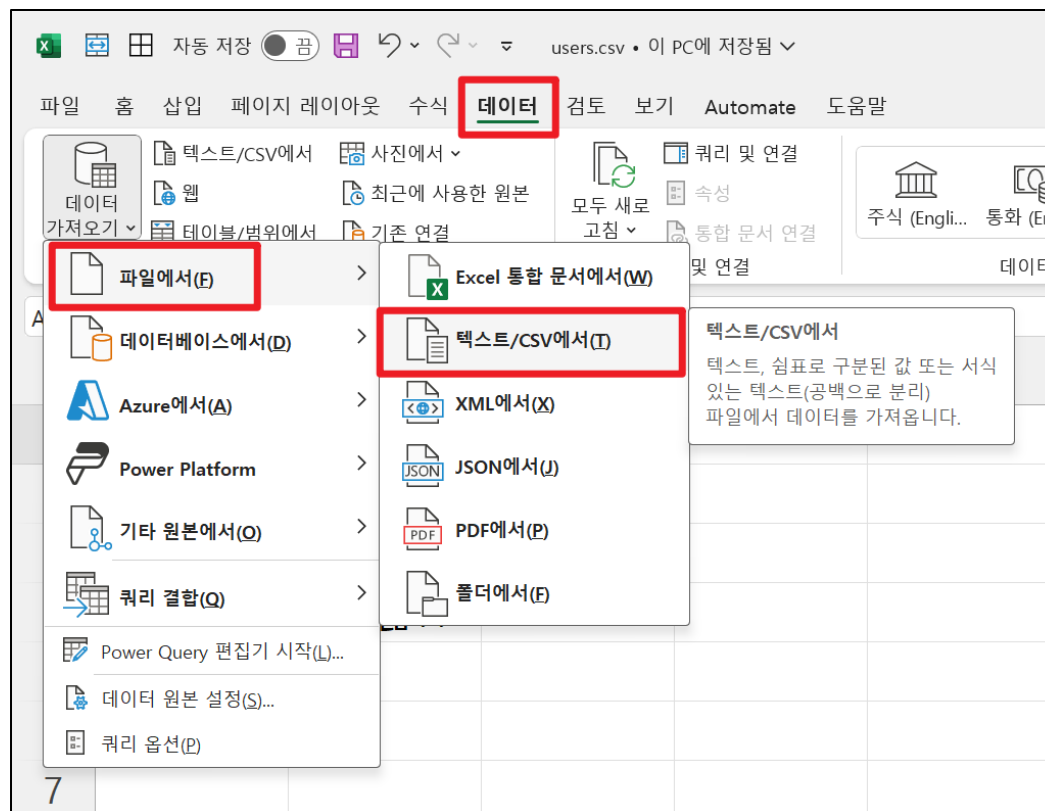 자동 저장 끔 users.csv • 이 PC에 저장됨
파일 홈 삽입 페이지 레이아웃 수식 데이터 검토 보기 Automate 도움말
데이터
가져오기
텍스트/CSV에서
웹
테이블/범위에서
사진에서
최근에 사용한 원본
기존 연결
모두 새로
고침
쿼리 및 연결
속성
통합 문서 연결
및 연결
주식 (Engli...
통화 (E
데이터
A
파일에서(F)
데이터베이스에서(D)
Azure에서(A)
Power Platform
기타 원본에서(O)
쿼리 결합(Q)
Power Query 편집기 시작(L)...
데이터 원본 설정(S)...
쿼리 옵션(P)
Excel 통합 문서에서(W)
텍스트/CSV에서(T)
XML에서(X)
JSON에서(J)
PDF에서(P)
폴더에서(F)
텍스트/CSV에서
텍스트, 쉼표로 구분된 값 또는 서식
있는 텍스트(공백으로 분리)
파일에서 데이터를 가져옵니다.
7